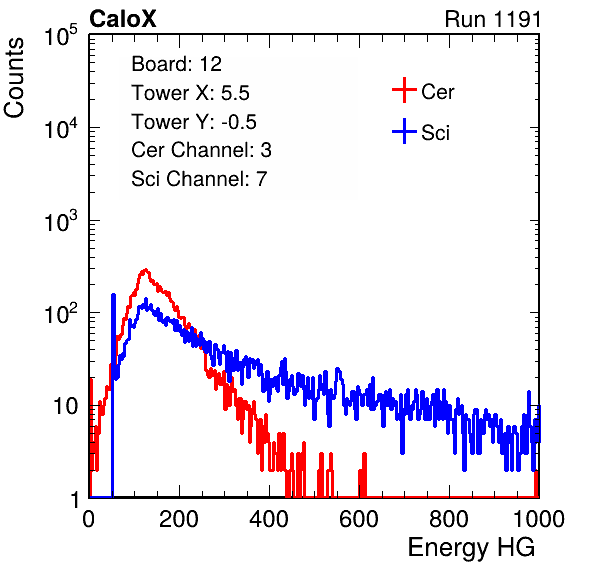 CaloX Run 1191
Counts
Board: 12
Tower X: 5.5
Tower Y: -0.5
Cer Channel: 3
Sci Channel: 7
Cer
Sci
10^5
10^4
10^3
10^2
10
1
0 200 400 600 800 1000
Energy HG